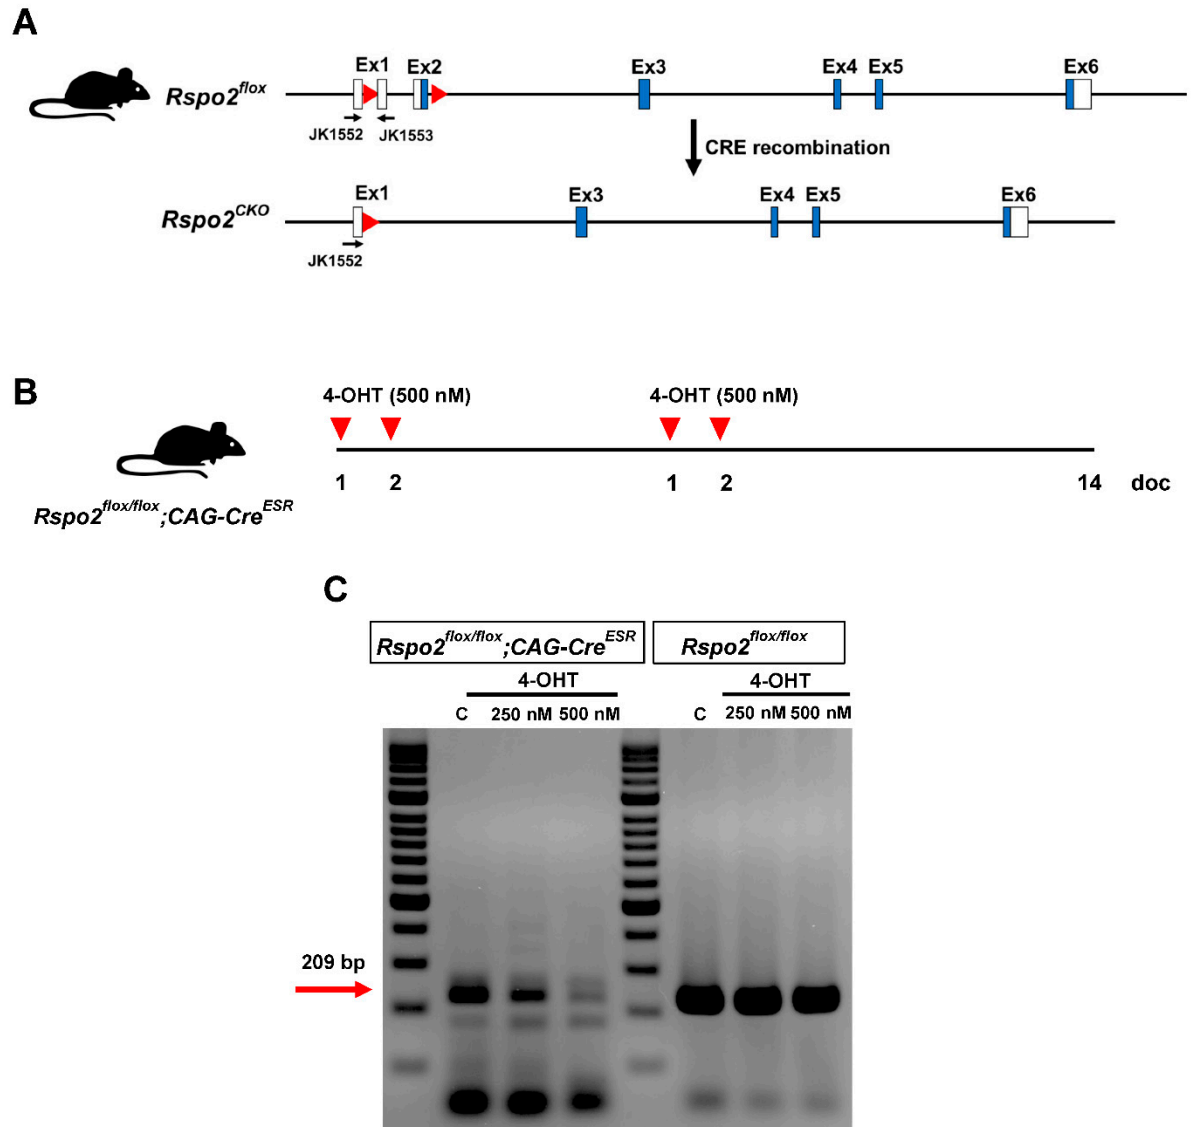 A
Ex1 Ex2 Ex3 Ex4 Ex5 Ex6
Rspo2flox
JK1552 JK1553
CRE recombination
Ex1 Ex3 Ex4 Ex5 Ex6
Rspo2CKO
JK1552
B
4-OHT (500 nM) 4-OHT (500 nM)
1 2 1 2 14 doc
Rspo2flox/flox;CAG-CreESR
C
Rspo2flox/flox;CAG-CreESR Rspo2flox/flox
4-OHT 4-OHT
C 250 nM 500 nM C 250 nM 500 nM
209 bp